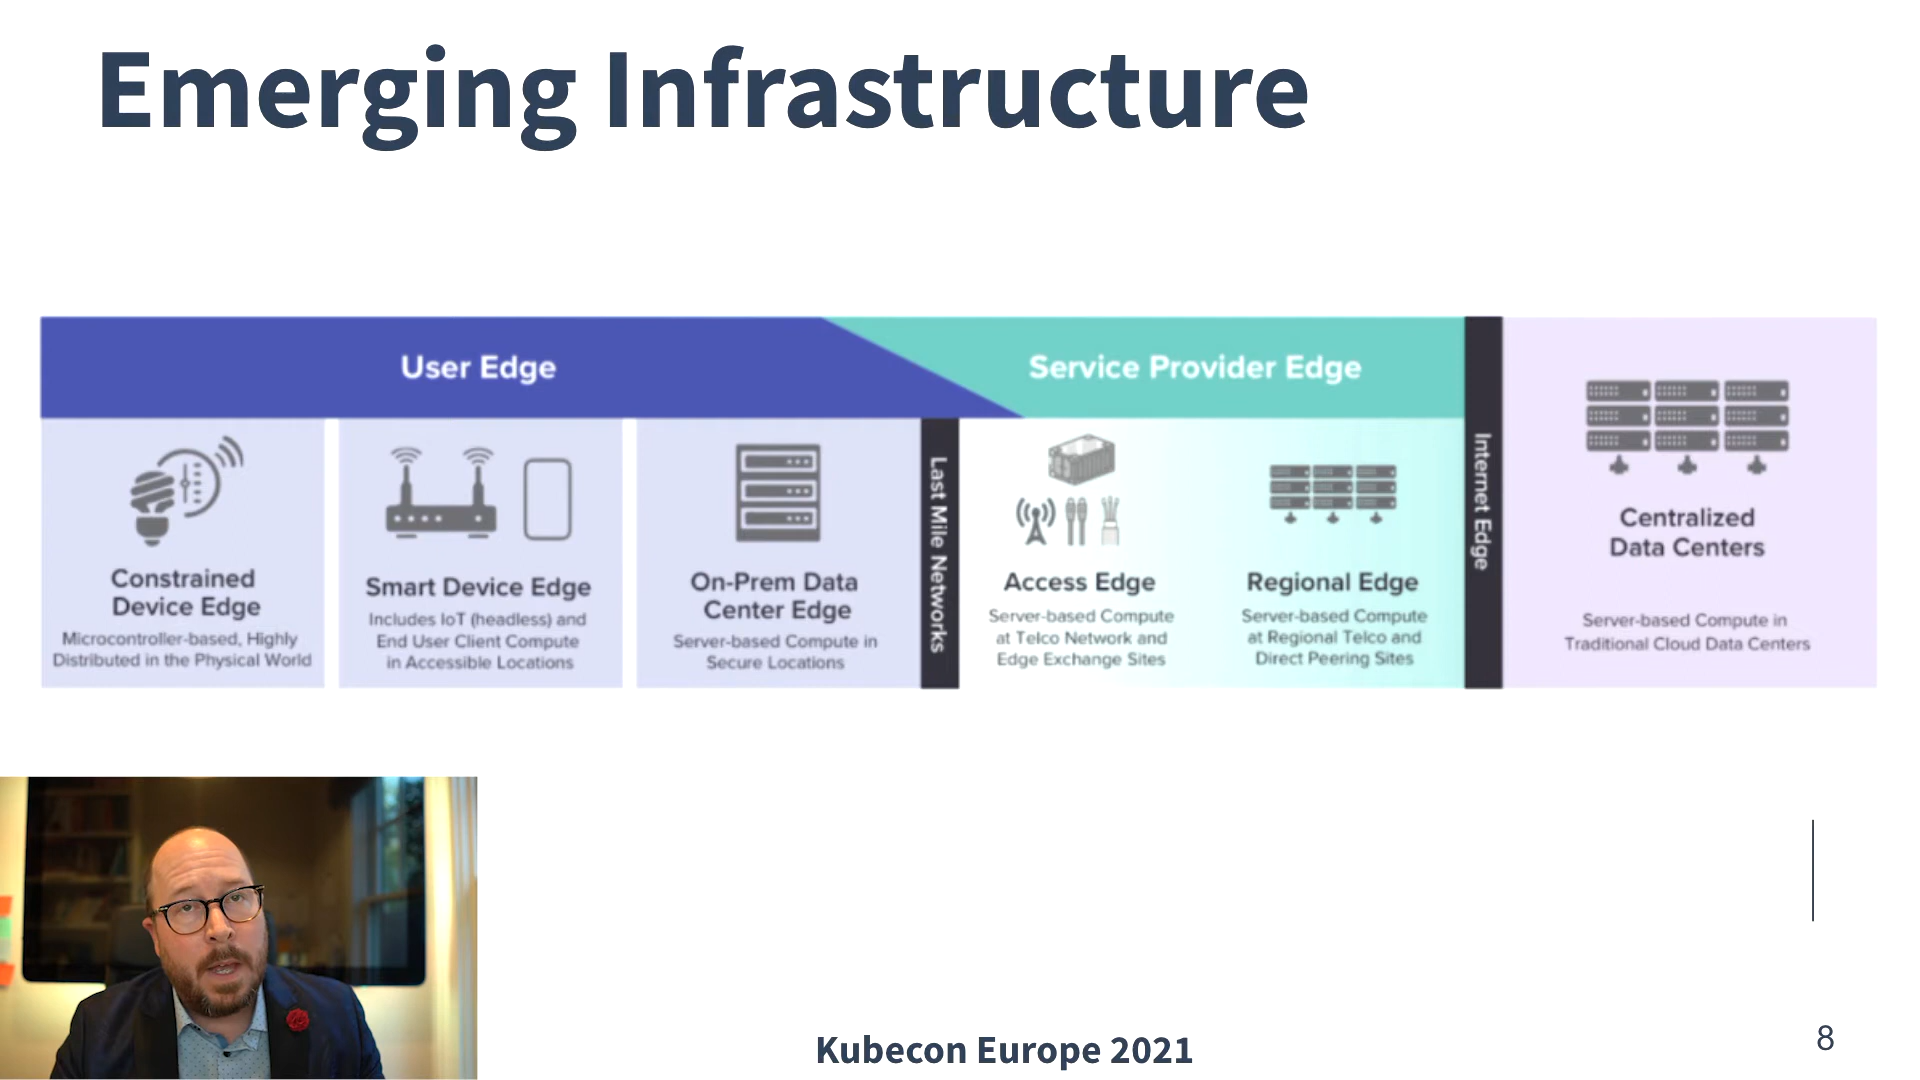 Emerging Infrastructure
User Edge
Service Provider Edge
Constrained
Device Edge
Microcontroller-based, Highly
Distributed in the Physical World
Smart Device Edge
Includes IoT (headless) and
End User Client Compute
in Accessible Locations
On-Prem Data
Center Edge
Server-based Compute in
Secure Locations
Last Mile Networks
Access Edge
Server-based Compute
at Telco Network and
Edge Exchange Sites
Regional Edge
Server-based Compute
at Regional Telco and
Direct Peering Sites
Internet Edge
Centralized
Data Centers
Server-based Compute in
Traditional Cloud Data Centers
Kubecon Europe 2021
8